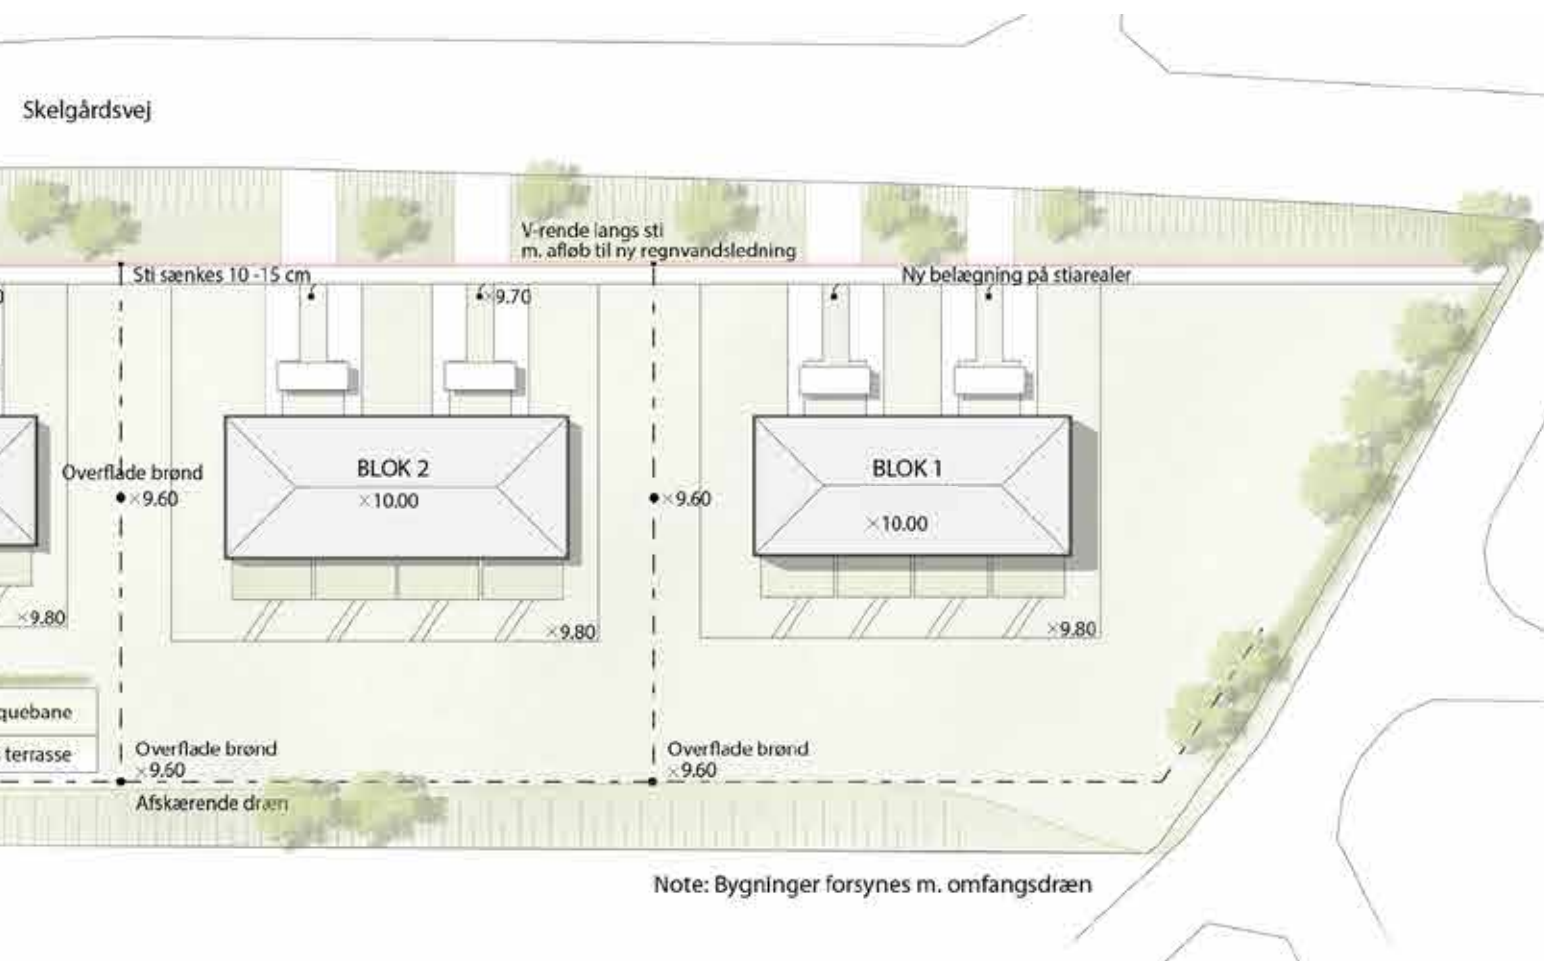 Skelgårdsvej
V-rende langs sti
m. afløb til ny regnvandsledning
Sti sænkes 10 -15 cm
Ny belægning på stiarealer
×9.70
BLOK 2
×10.00
BLOK 1
×10.00
Overflade brønd
×9.60
×9.60
×9.80
×9.80
×9.80
quebane
terrasse
Overflade brønd
×9.60
Overflade brønd
×9.60
Afskærende dræn
Note: Bygninger forsynes m. omfangsdræn